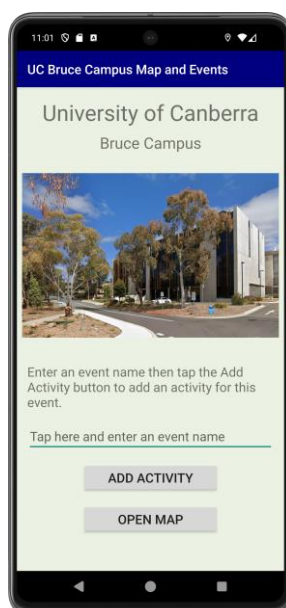 11:01
UC Bruce Campus Map and Events
University of Canberra
Bruce Campus
Enter an event name then tap the Add
Activity button to add an activity for this
event.
Tap here and enter an event name
ADD ACTIVITY
OPEN MAP